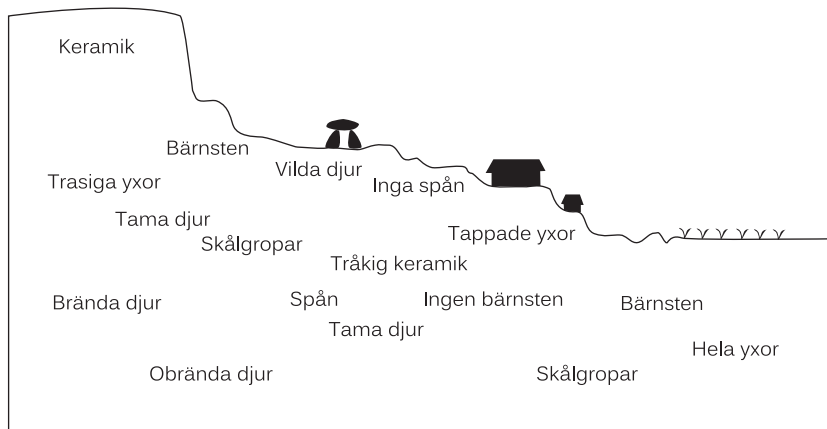 Keramik
Bärnsten
Vilda djur
Trasiga yxor
Inga spån
Tama djur
Skålgropar
Tappade yxor
Tråkig keramik
Brända djur
Spån
Ingen bärnsten
Bärnsten
Tama djur
Hela yxor
Obrända djur
Skålgropar